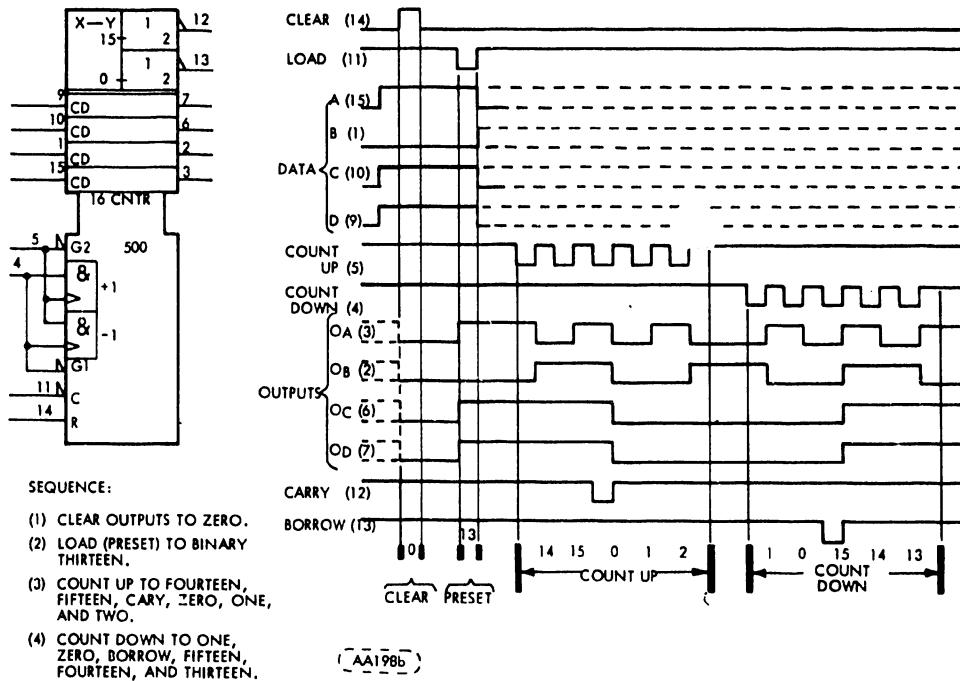 X—Y 1 12
15 2
1 13
0 2
9 CD 7
10 CD 6
1 CD 2
15 CD 3
16 CNTR
5 G2 500
4 & +1
& -1
G1
11 C
14 R
SEQUENCE:
(1) CLEAR OUTPUTS TO ZERO.
(2) LOAD (PRESET) TO BINARY
THIRTEEN.
(3) COUNT UP TO FOURTEEN,
FIFTEEN, CARY, ZERO, ONE,
AND TWO.
(4) COUNT DOWN TO ONE,
ZERO, BORROW, FIFTEEN,
FOURTEEN, AND THIRTEEN.
CLEAR (14)
LOAD (11)
DATA
A (15)
B (1)
C (10)
D (9)
COUNT
UP (5)
COUNT
DOWN (4)
OUTPUTS
OA (3)
OB (2)
OC (6)
OD (7)
CARRY (12)
BORROW (13)
0 13 14 15 0 1 2 1 0 15 14 13
CLEAR PRESET COUNT UP COUNT
DOWN
AA198b